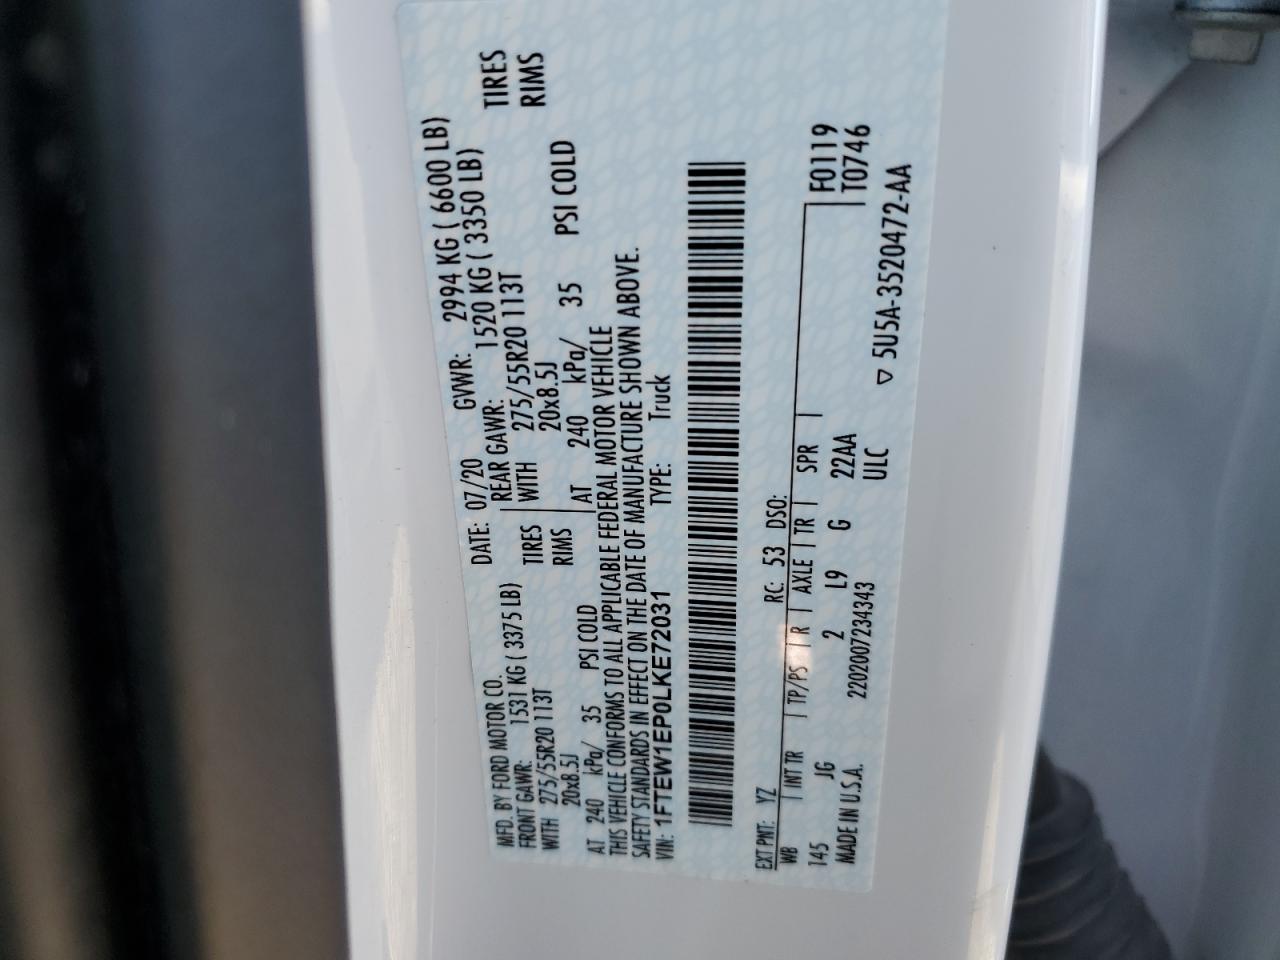 MFD. BY FORD MOTOR CO. DATE: 07/20 GVWR: 2994 KG ( 6600 LB)
FRONT GAWR: 1531 KG ( 3375 LB) REAR GAWR: 1520 KG ( 3350 LB)
WITH 275/55R20 113T TIRES WITH 275/55R20 113T TIRES
20x8.5J RIMS 20x8.5J RIMS
AT 240 kPa/ 35 PSI COLD AT 240 kPa/ 35 PSI COLD
THIS VEHICLE CONFORMS TO ALL APPLICABLE FEDERAL MOTOR VEHICLE
SAFETY STANDARDS IN EFFECT ON THE DATE OF MANUFACTURE SHOWN ABOVE.
VIN: 1FTEW1EP0LKE72031 TYPE: Truck
EXT PNT: YZ RC: 53 DSO: F0119
WB INT TR TP/PS R AXLE TR SPR T0746
145 JG 2 L9 G 22AA
MADE IN U.S.A. 2202007234343 ULC
▽ 5U5A-3520472-AA